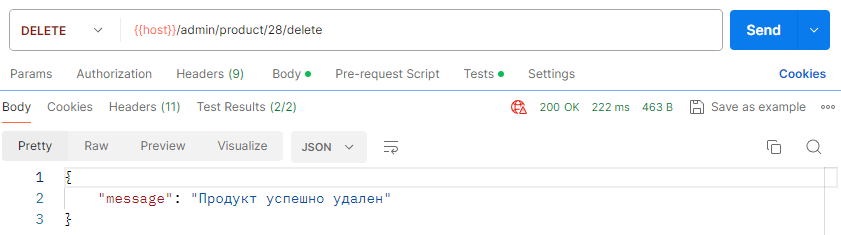 DELETE {{host}}/admin/product/28/delete Send
Params Authorization Headers (9) Body Pre-request Script Tests Settings Cookies
Body Cookies Headers (11) Test Results (2/2) 200 OK 222 ms 463 B Save as example
Pretty Raw Preview Visualize JSON
1 {
2 "message": "Продукт успешно удален"
3 }